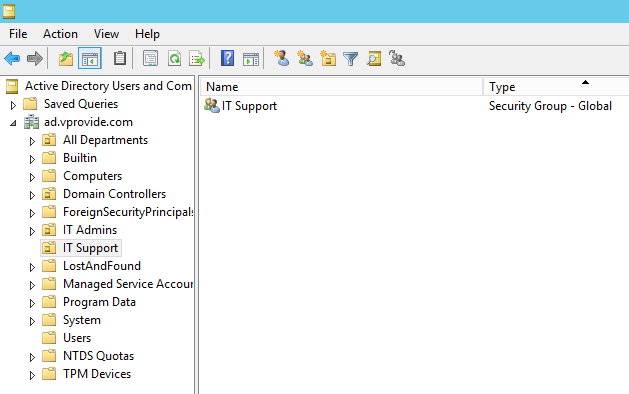 File Action View Help
Active Directory Users and Com
Saved Queries
ad.vprovide.com
All Departments
Builtin
Computers
Domain Controllers
ForeignSecurityPrincipals
IT Admins
IT Support
LostAndFound
Managed Service Accour
Program Data
System
Users
NTDS Quotas
TPM Devices
Name Type
IT Support Security Group - Global